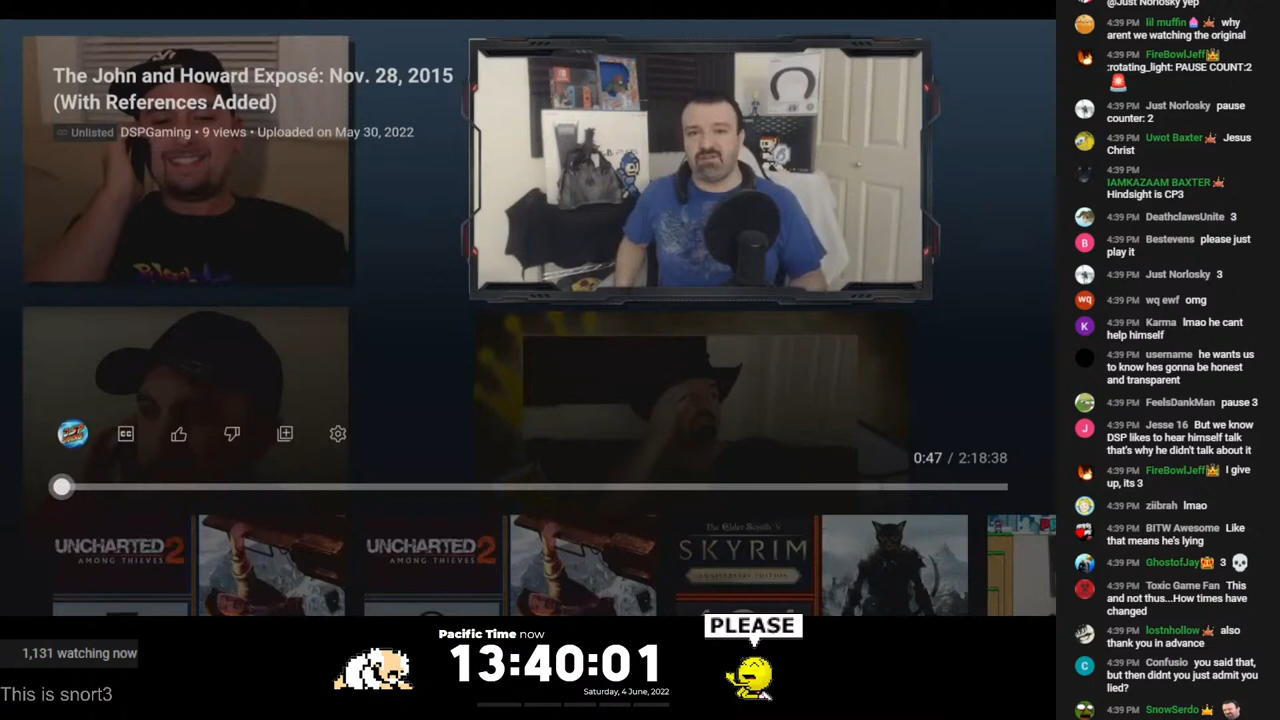 The John and Howard Exposé: Nov. 28, 2015
(With References Added)
Unlisted DSPGaming • 9 views • Uploaded on May 30, 2022
CC
0:47 / 2:18:38
UNCHARTED 2
AMONG THIEVES
UNCHARTED 2
AMONG THIEVES
The Elder Scrolls V
SKYRIM
ANNIVERSARY EDITION
1,131 watching now
This is snort3
Pacific Time now
13:40:01
Saturday, 4 June, 2022
PLEASE
@Just Norlosky yep
4:39 PM lil muffin why
arent we watching the original
4:39 PM FireBowlJeff
:rotating_light: PAUSE COUNT:2
4:39 PM Just Norlosky pause
counter: 2
4:39 PM Uwot Baxter Jesus
Christ
4:39 PM
IAMKAZAAM BAXTER
Hindsight is CP3
4:39 PM DeathclawsUnite 3
B
4:39 PM Bestevens please just
play it
4:39 PM Just Norlosky 3
wq
4:39 PM wq ewf omg
K
4:39 PM Karma lmao he cant
help himself
4:39 PM username he wants us
to know hes gonna be honest
and transparent
4:39 PM FeelsDankMan pause 3
J
4:39 PM Jesse 16 But we know
DSP likes to hear himself talk
that's why he didn't talk about it
4:39 PM FireBowlJeff I give
up, its 3
4:39 PM ziibrah lmao
4:39 PM BITW Awesome Like
that means he's lying
4:39 PM GhostofJay 3
4:39 PM Toxic Game Fan This
and not thus...How times have
changed
4:39 PM lostnhollow also
thank you in advance
C
4:39 PM Confusio you said that,
but then didnt you just admit you
lied?
4:39 PM SnowSerdo